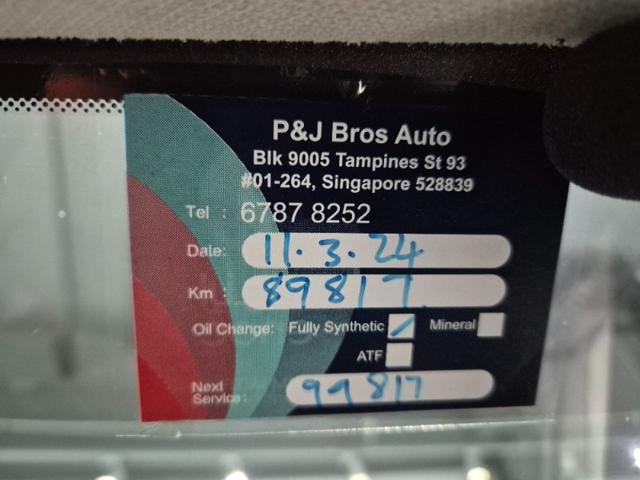 P&J Bros Auto
Blk 9005 Tampines St 93
#01-264, Singapore 528839
Tel : 6787 8252
Date: 11.3.24
Km : 89817
Oil Change: Fully Synthetic Mineral
ATF
Next
Service: 99817